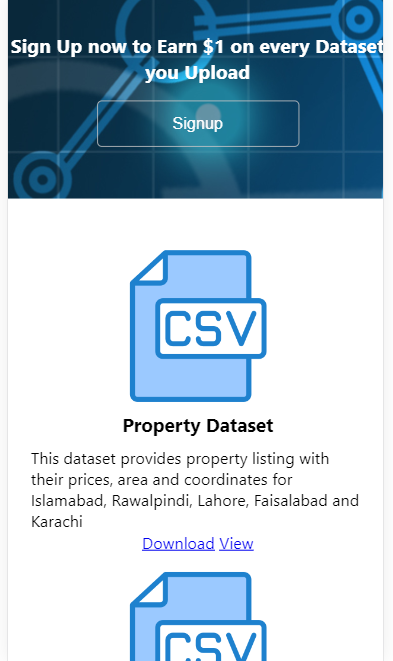 Sign Up now to Earn $1 on every Dataset
you Upload
Signup
CSV
Property Dataset
This dataset provides property listing with
their prices, area and coordinates for
Islamabad, Rawalpindi, Lahore, Faisalabad and
Karachi
Download View
CSV